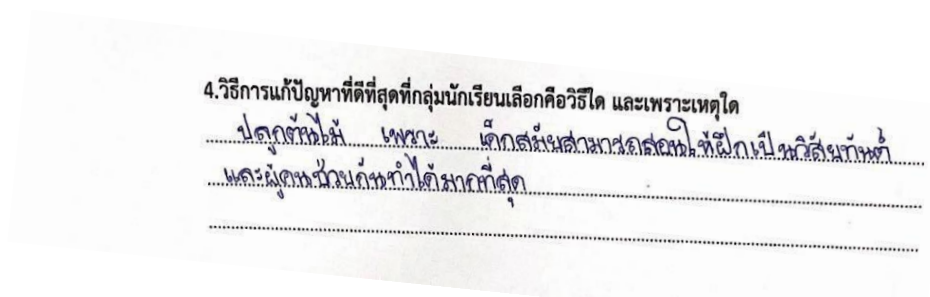 4.วิธีการแก้ปัญหาที่ดีที่สุดที่กลุ่มนักเรียนเลือกคือวิธีใด และเพราะเหตุใด
ปลูกต้นไม้ เพราะ เด็กสมัยสามารถสอนให้ฝึกเป็นวิสัยทันต์
และผู้คนช่วยกันทำได้มากที่สุด